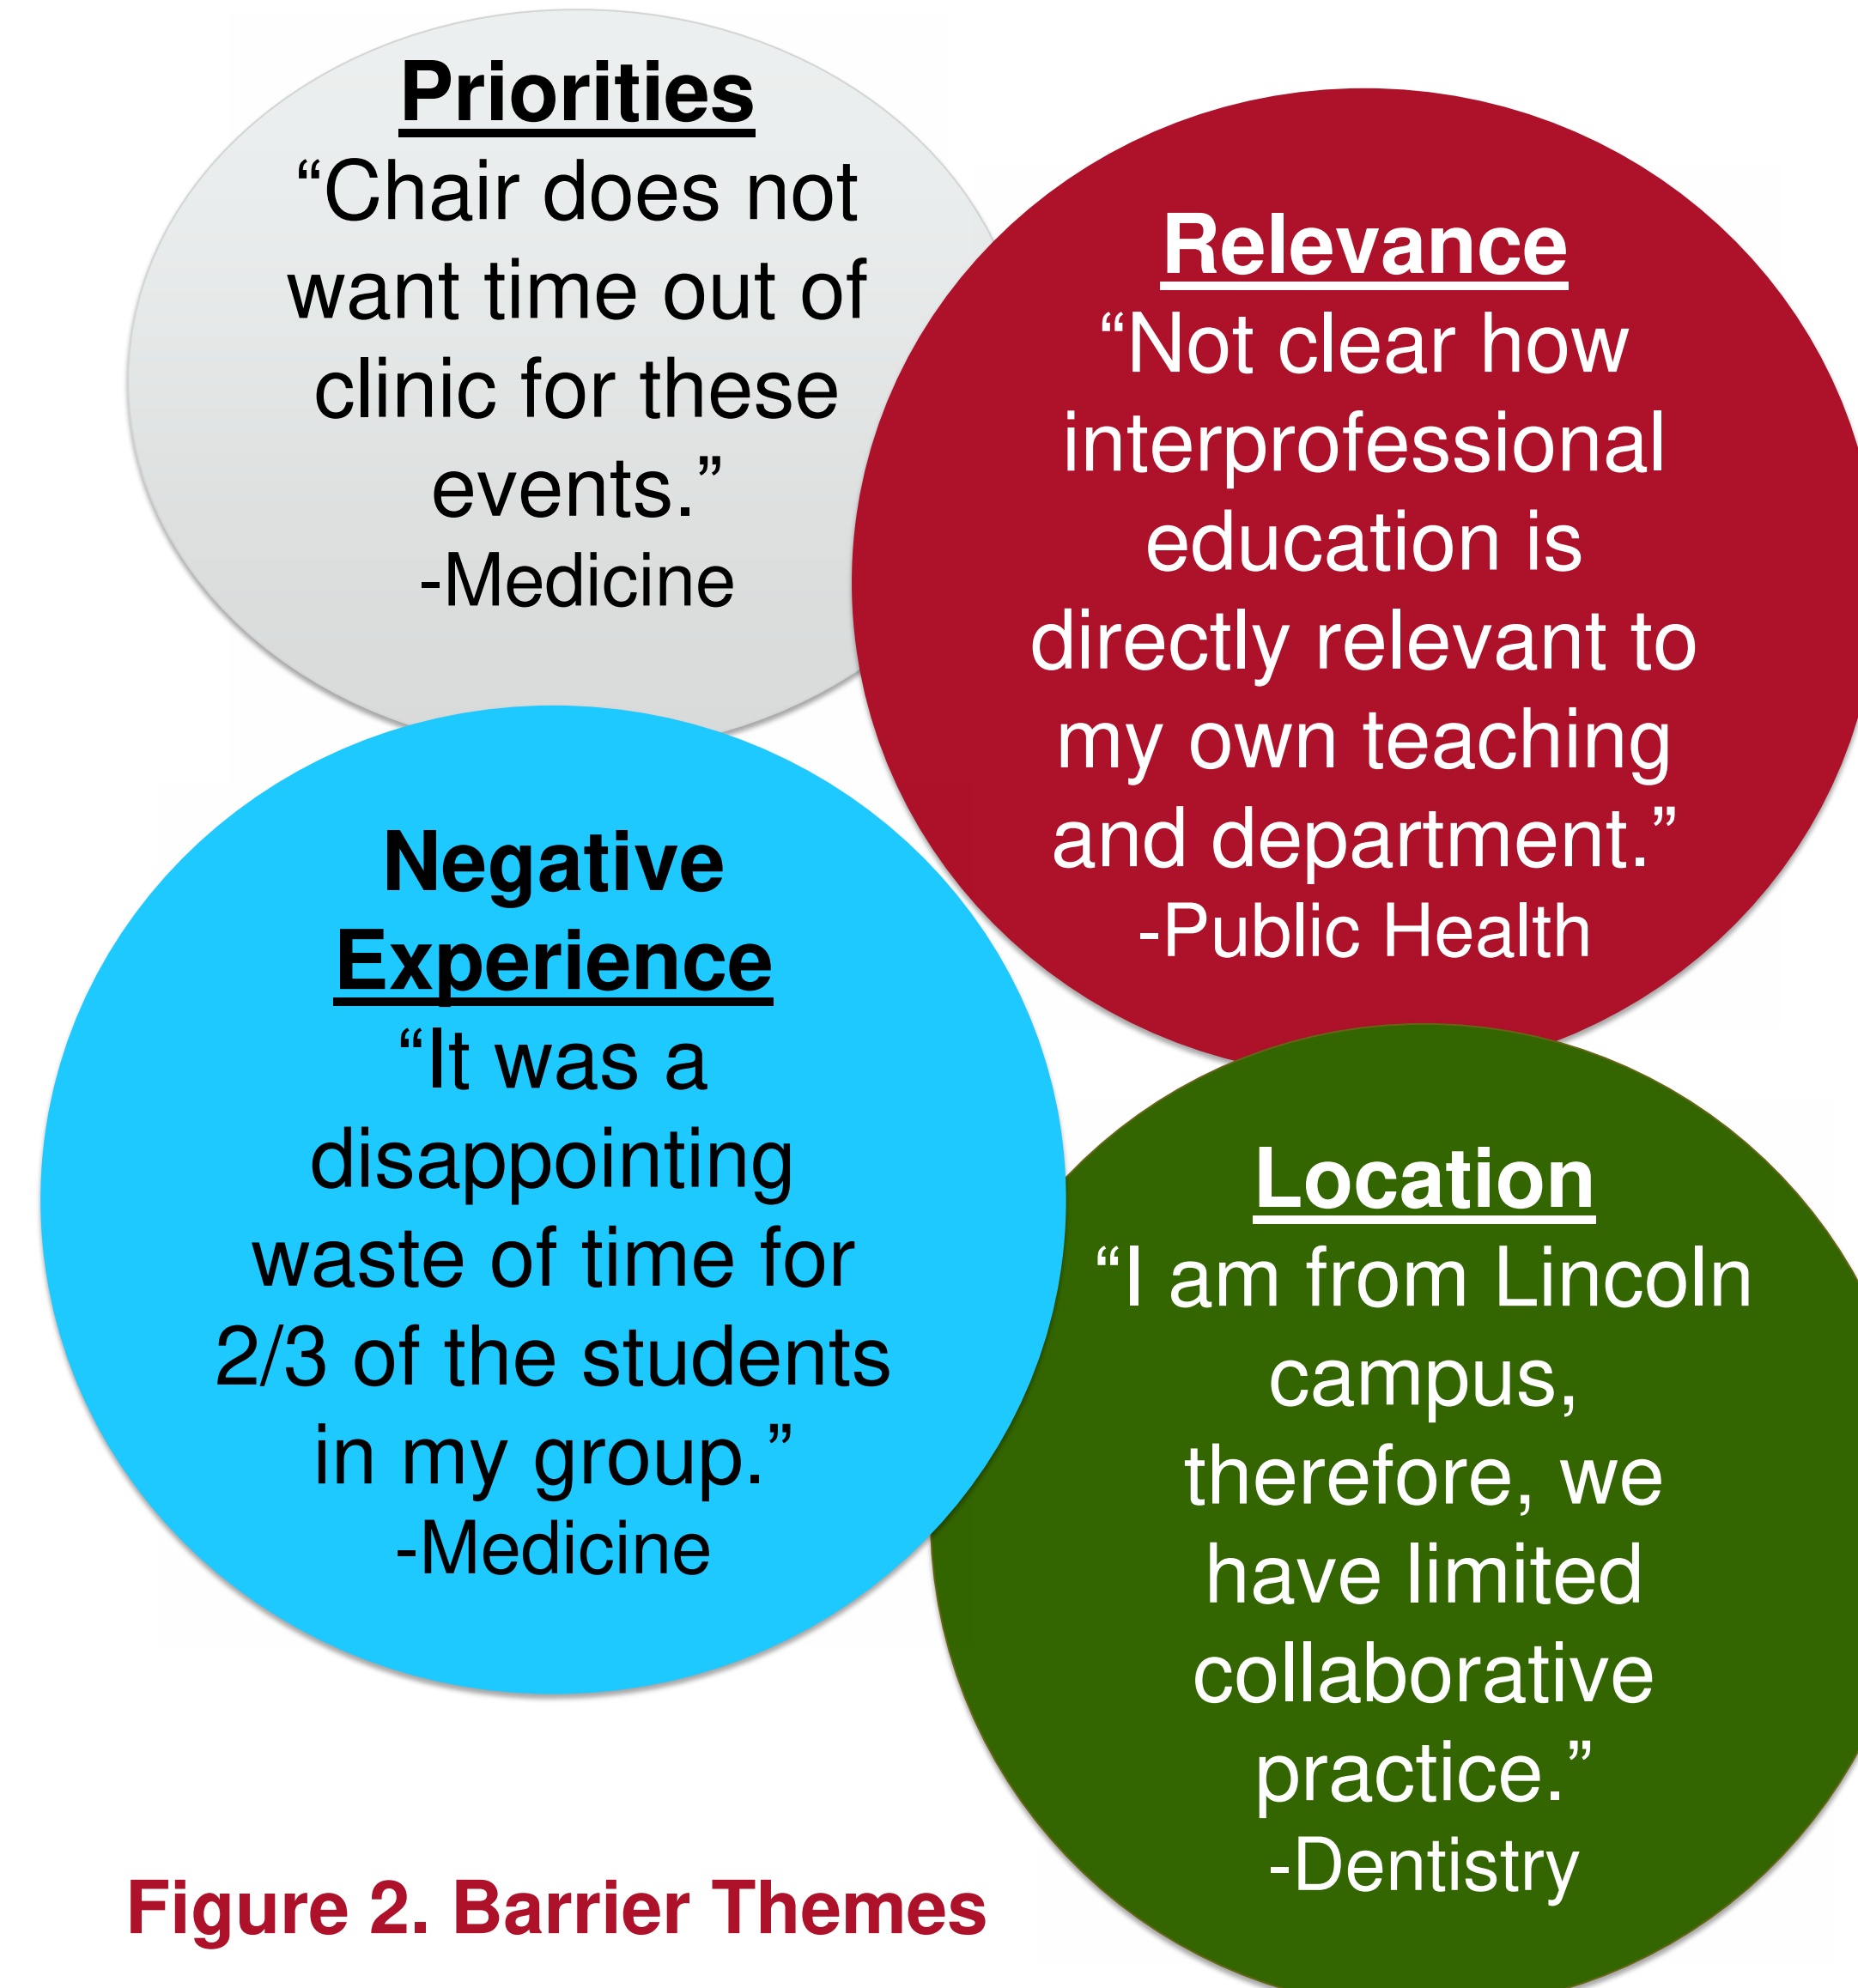 Priorities
“Chair does not
want time out of
clinic for these
events.”
-Medicine
Relevance
“Not clear how
interprofessional
education is
directly relevant to
my own teaching
and department.”
-Public Health
Negative
Experience
“It was a
disappointing
waste of time for
2/3 of the students
in my group.”
-Medicine
Location
“I am from Lincoln
campus,
therefore, we
have limited
collaborative
practice.”
-Dentistry
Figure 2. Barrier Themes